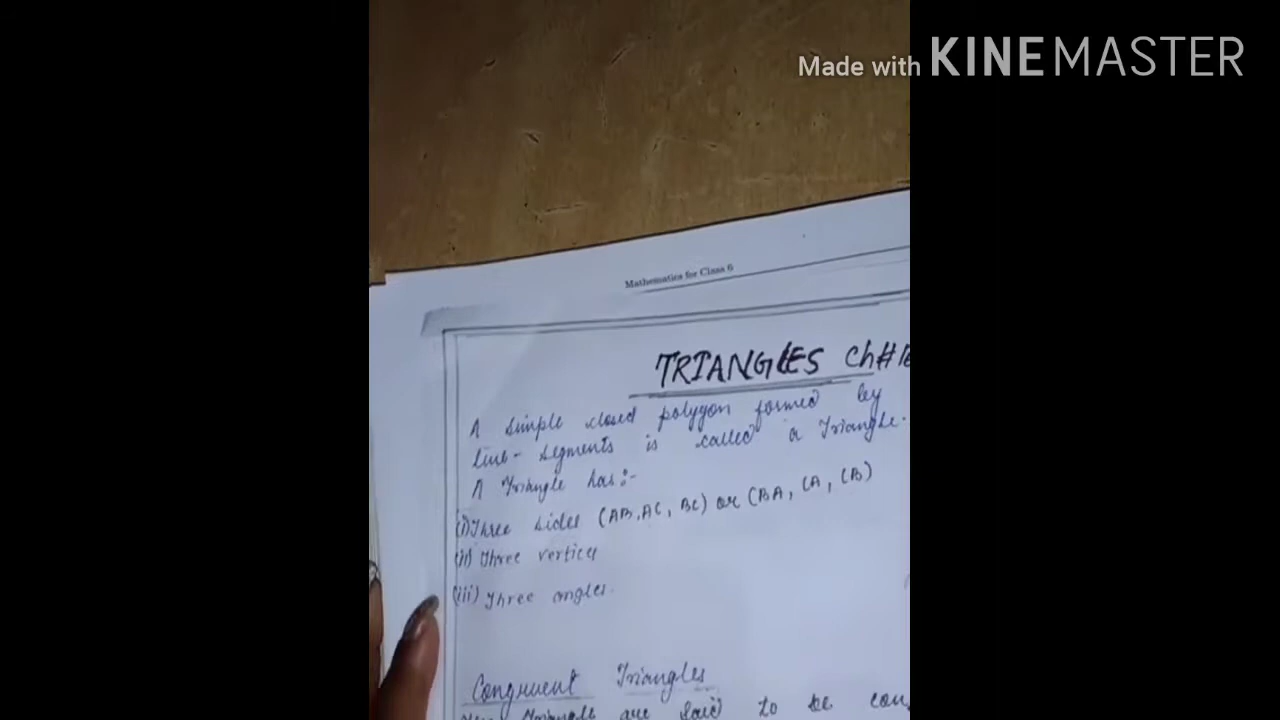 Made with KINEMASTER
Mathematics for Class 6
TRIANGLES Ch#
A simple closed polygon formed by
line-segments is called a Triangle.
A Triangle has:-
(i) Three sides (AB, AC, BC) or (BA, CA, CB)
(ii) Three vertices
(iii) Three angles.
Congruent Triangles
Triangle are said to be